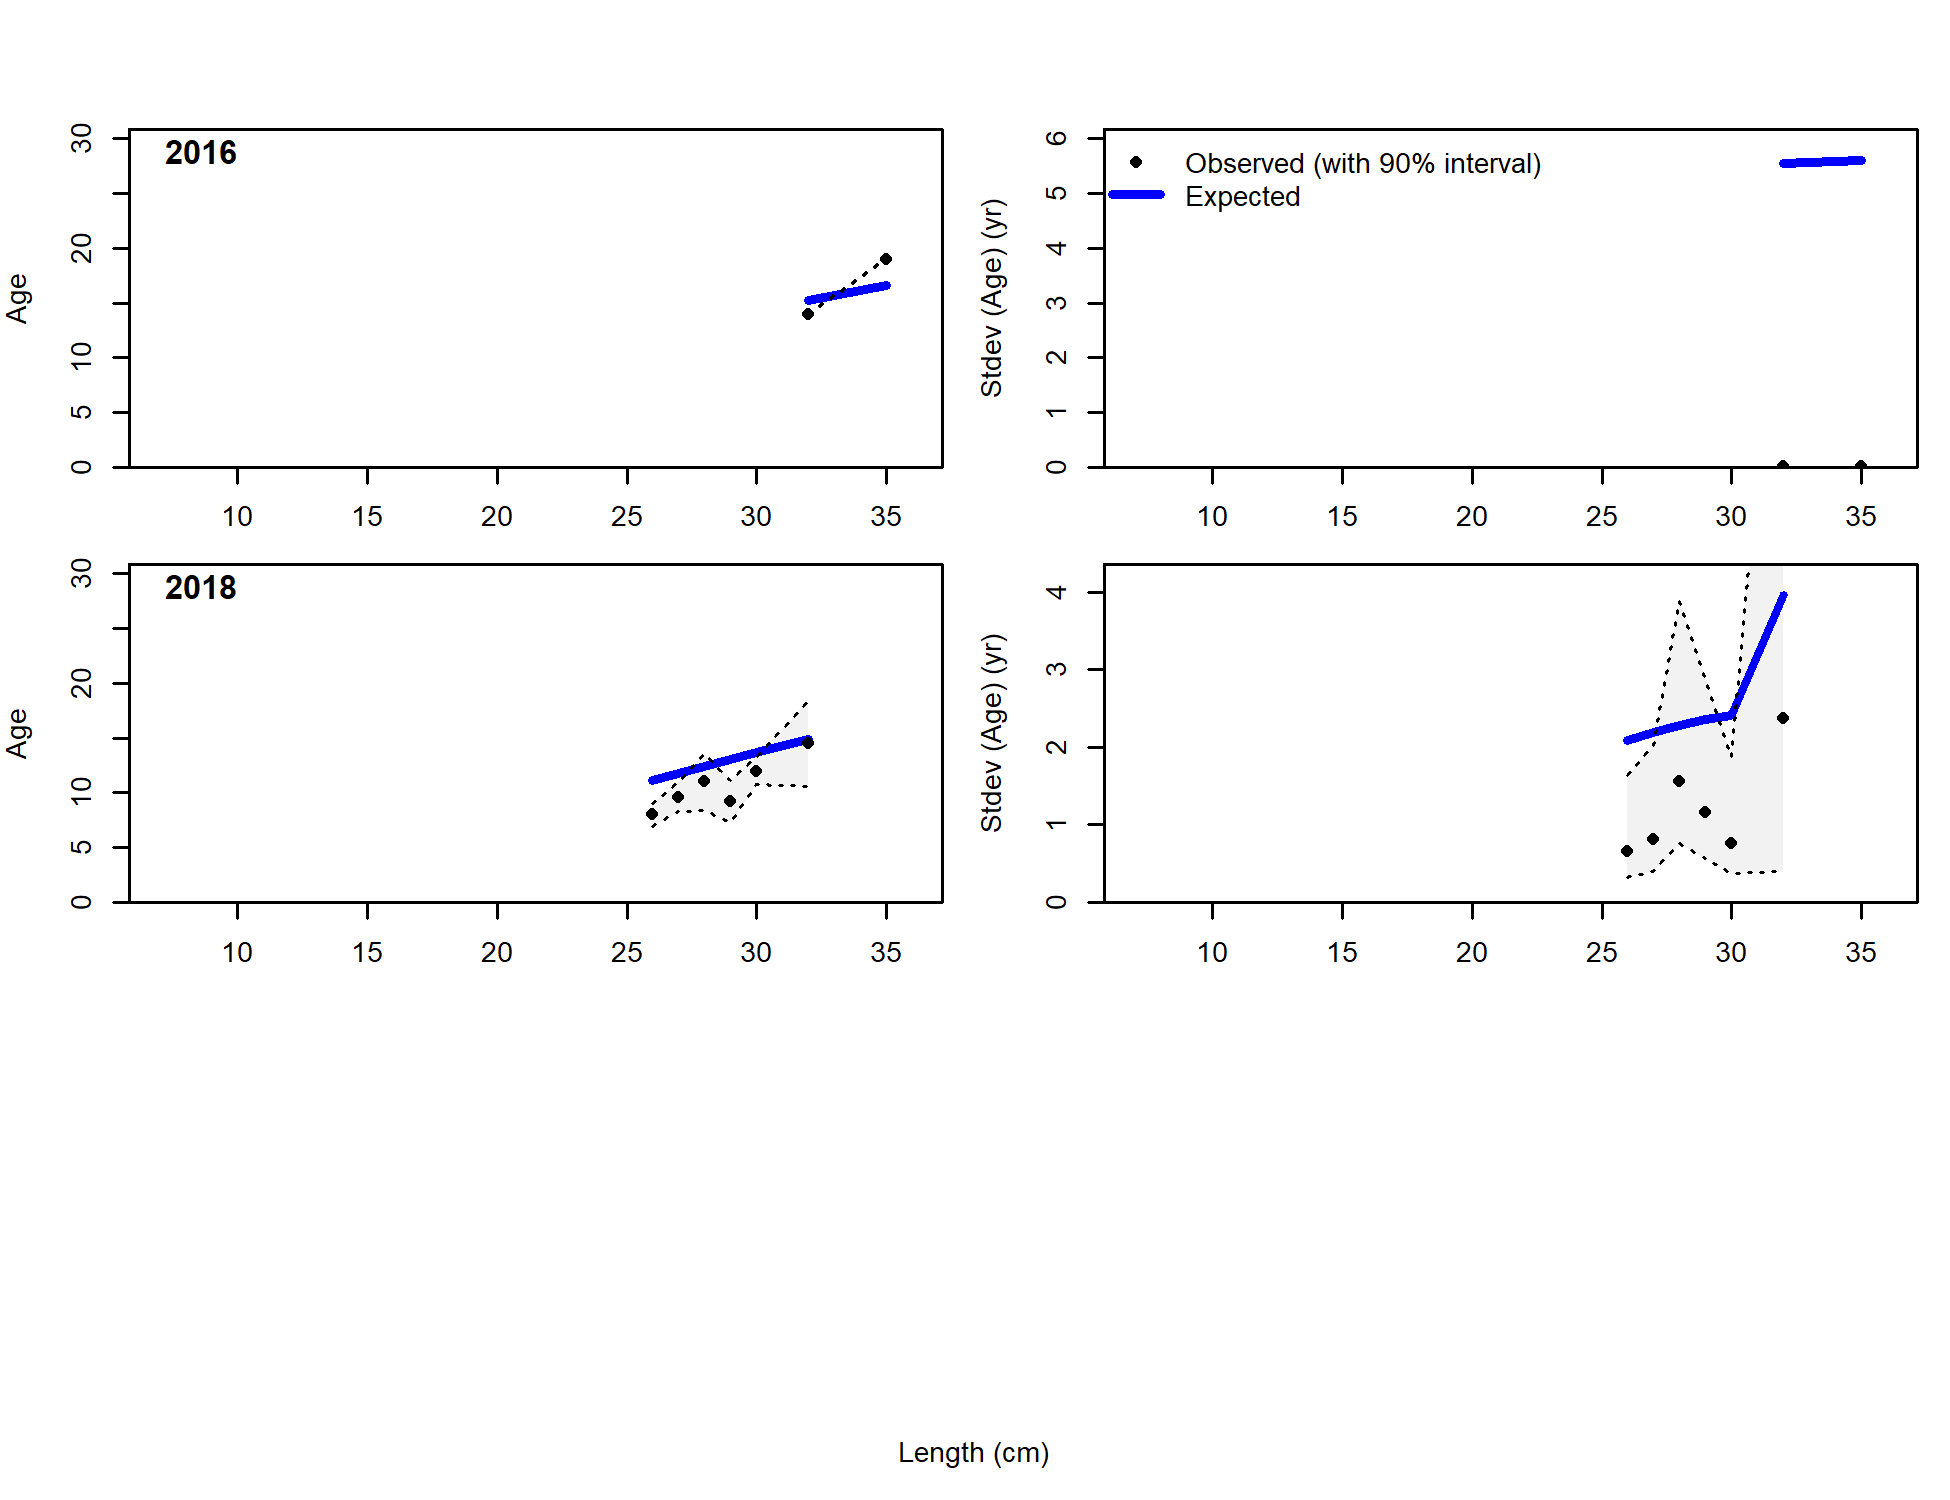 2016
Age
0 5 10 20 30
10 15 20 25 30 35
Observed (with 90% interval)
Expected
Stdev (Age) (yr)
0 1 2 3 4 5 6
10 15 20 25 30 35
2018
Age
0 5 10 20 30
10 15 20 25 30 35
Stdev (Age) (yr)
0 1 2 3 4
10 15 20 25 30 35
Length (cm)